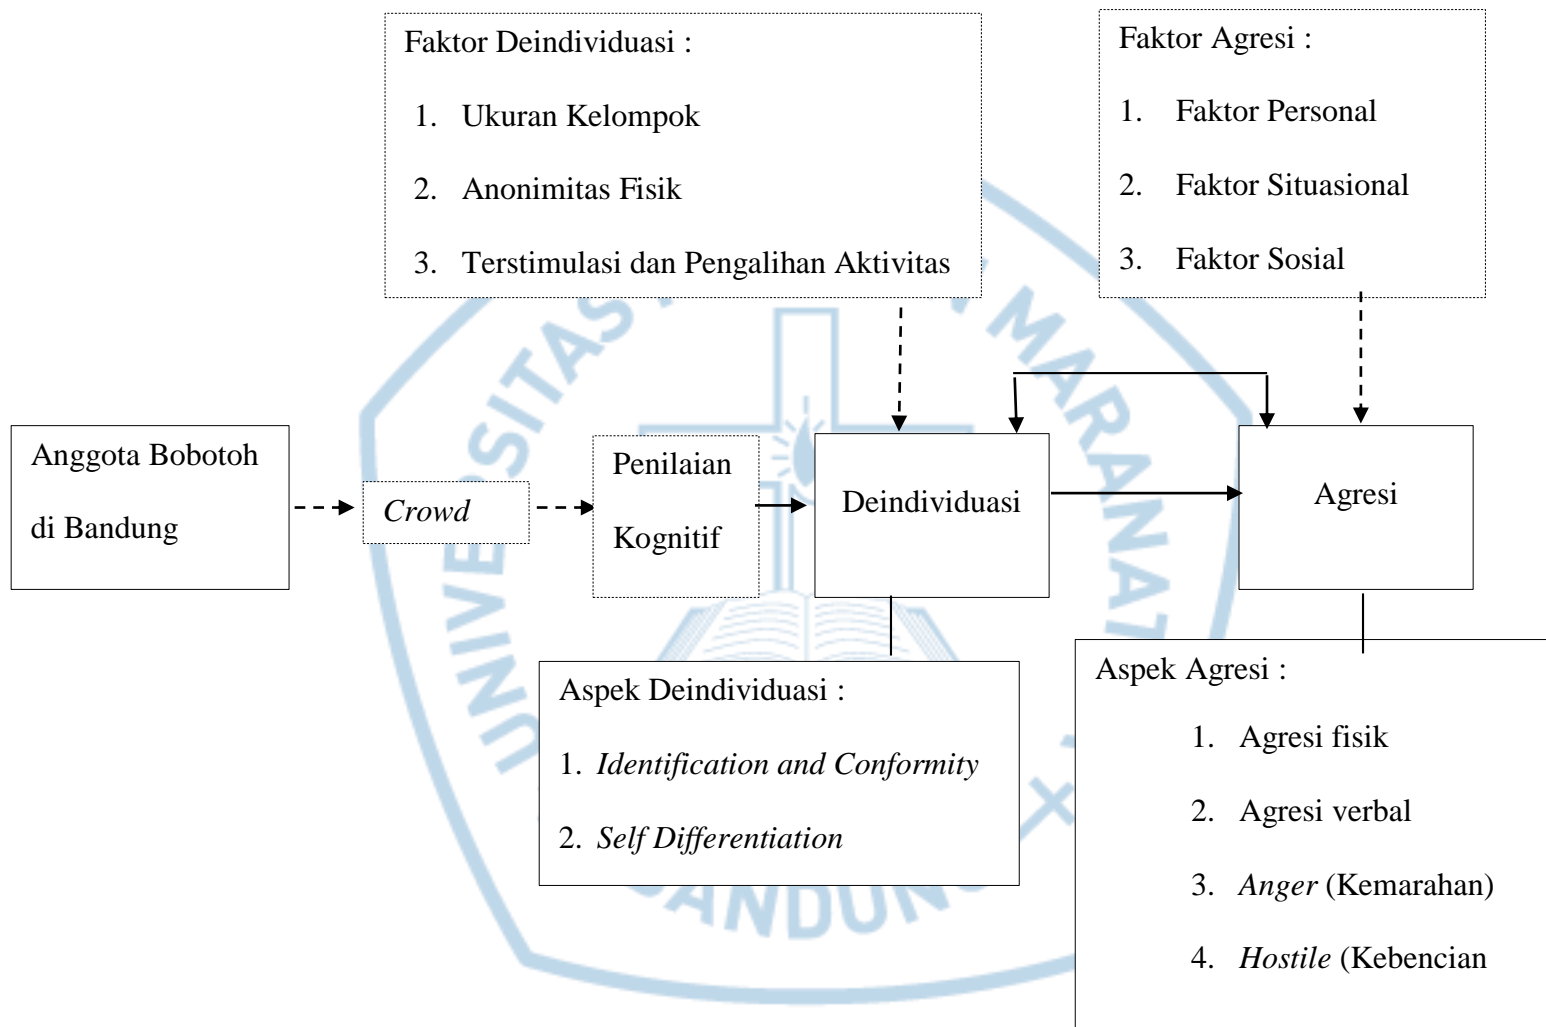 Faktor Deindividuasi :
1. Ukuran Kelompok
2. Anonimitas Fisik
3. Terstimulasi dan Pengalihan Aktivitas
Faktor Agresi :
1. Faktor Personal
2. Faktor Situasional
3. Faktor Sosial
Anggota Bobotoh
di Bandung
Crowd
Penilaian
Kognitif
Deindividuasi
Agresi
Aspek Deindividuasi :
1. Identification and Conformity
2. Self Differentiation
Aspek Agresi :
1. Agresi fisik
2. Agresi verbal
3. Anger (Kemarahan)
4. Hostile (Kebencian
BANDUNG